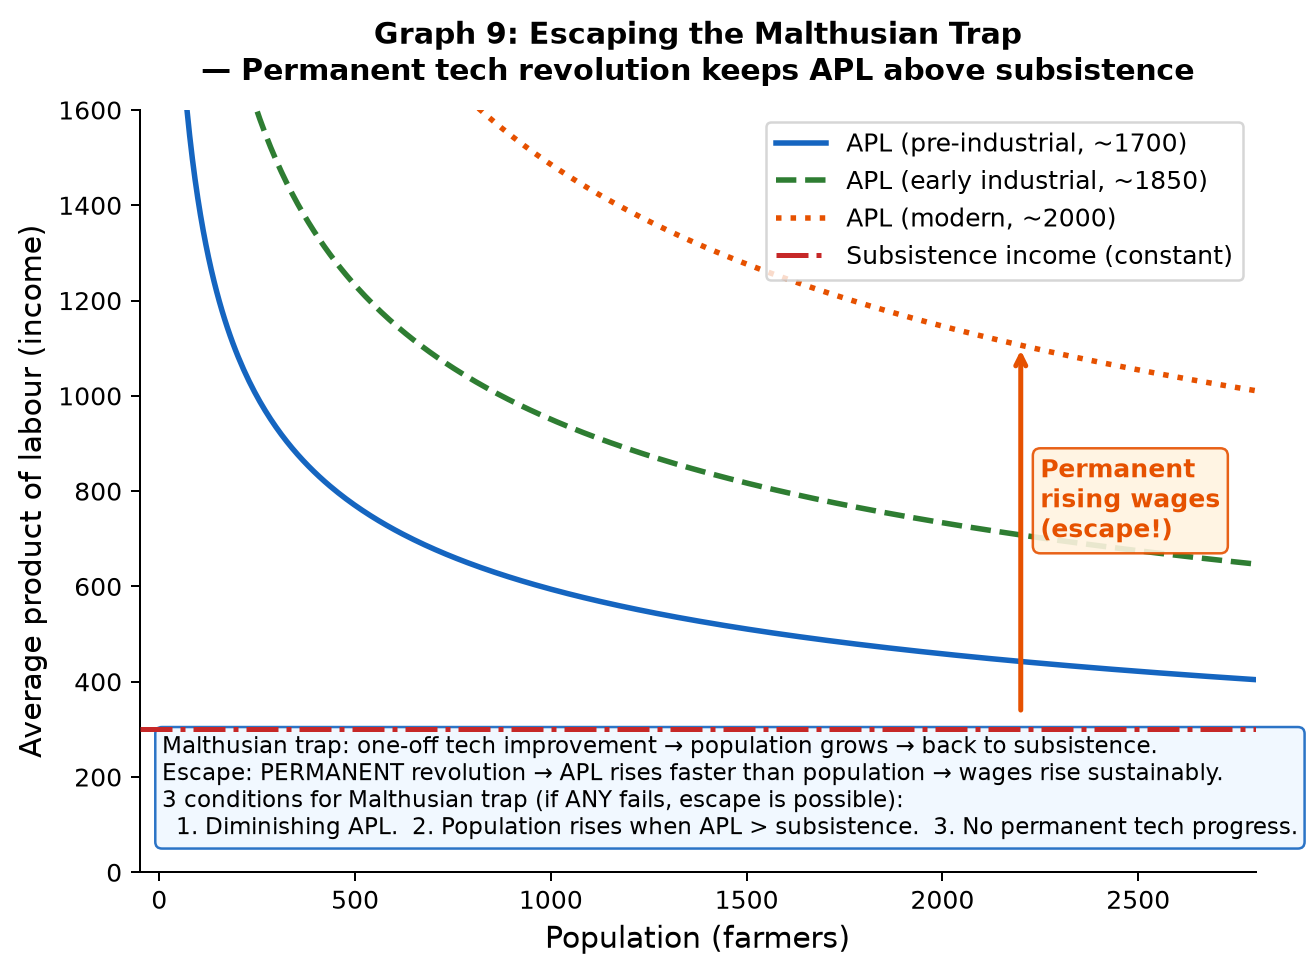 Graph 9: Escaping the Malthusian Trap
— Permanent tech revolution keeps APL above subsistence
Average product of labour (income)
1600
1400
1200
1000
800
600
400
200
0
APL (pre-industrial, ~1700)
APL (early industrial, ~1850)
APL (modern, ~2000)
Subsistence income (constant)
Permanent
rising wages
(escape!)
Malthusian trap: one-off tech improvement → population grows → back to subsistence.
Escape: PERMANENT revolution → APL rises faster than population → wages rise sustainably.
3 conditions for Malthusian trap (if ANY fails, escape is possible):
1. Diminishing APL.  2. Population rises when APL > subsistence.  3. No permanent tech progress.
0
500
1000
1500
2000
2500
Population (farmers)